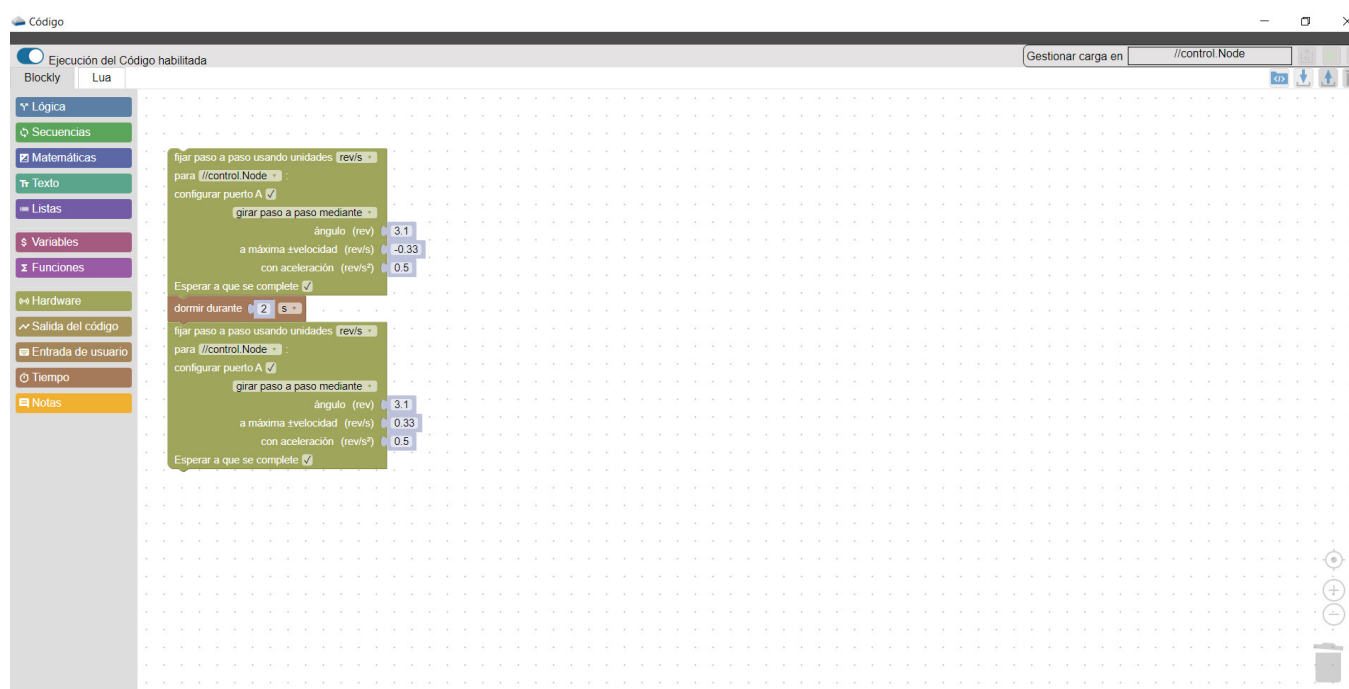 Código
Ejecución del Código habilitada
Gestionar carga en //control.Node
Blockly Lua
Lógica
Secuencias
Matemáticas
Texto
Listas
Variables
Funciones
Hardware
Salida del código
Entrada de usuario
Tiempo
Notas
fijar paso a paso usando unidades rev/s
para //control.Node :
configurar puerto A
girar paso a paso mediante
ángulo (rev) 3.1
a máxima ±velocidad (rev/s) -0.33
con aceleración (rev/s²) 0.5
Esperar a que se complete
dormir durante 2 s
fijar paso a paso usando unidades rev/s
para //control.Node :
configurar puerto A
girar paso a paso mediante
ángulo (rev) 3.1
a máxima ±velocidad (rev/s) 0.33
con aceleración (rev/s²) 0.5
Esperar a que se complete